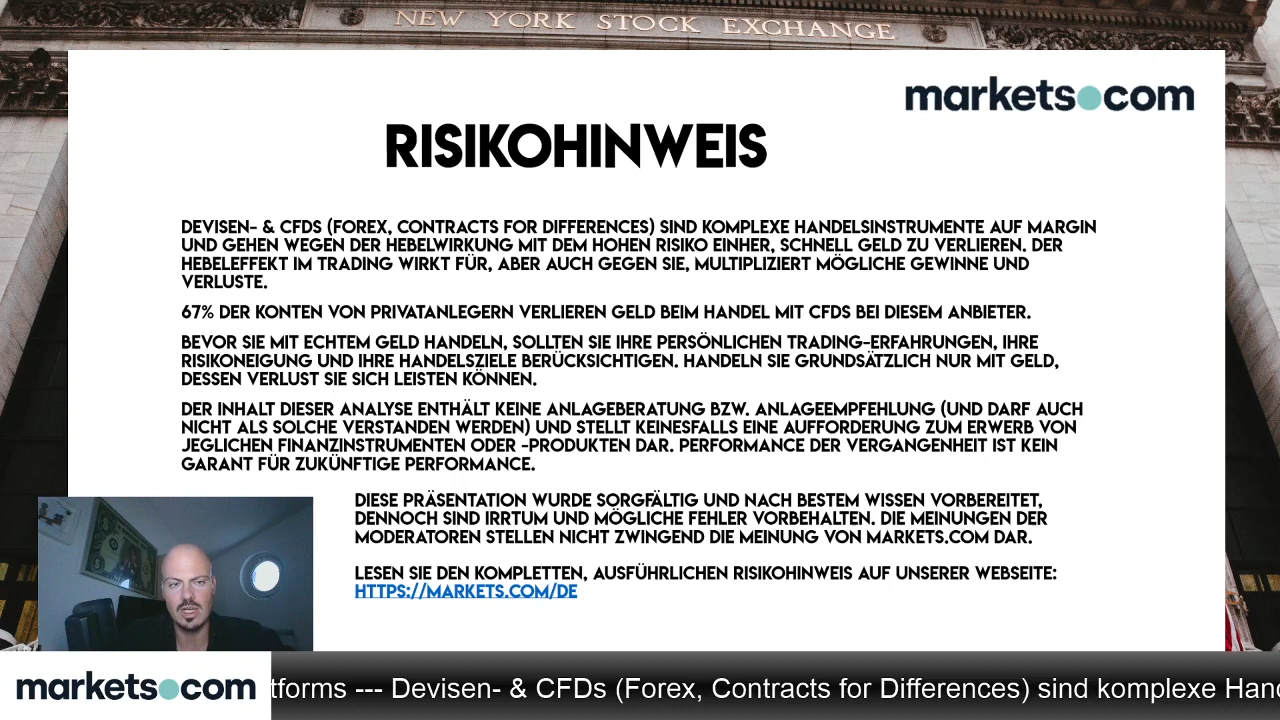 NEW YORK STOCK EXCHANGE
markets.com
RISIKOHINWEIS
DEVISEN- & CFDS (FOREX, CONTRACTS FOR DIFFERENCES) SIND KOMPLEXE HANDELSINSTRUMENTE AUF MARGIN
UND GEHEN WEGEN DER HEBELWIRKUNG MIT DEM HOHEN RISIKO EINHER, SCHNELL GELD ZU VERLIEREN. DER
HEBELEFFEKT IM TRADING WIRKT FÜR, ABER AUCH GEGEN SIE, MULTIPLIZIERT MÖGLICHE GEWINNE UND
VERLUSTE.
67% DER KONTEN VON PRIVATANLEGERN VERLIEREN GELD BEIM HANDEL MIT CFDS BEI DIESEM ANBIETER.
BEVOR SIE MIT ECHTEM GELD HANDELN, SOLLTEN SIE IHRE PERSÖNLICHEN TRADING-ERFAHRUNGEN, IHRE
RISIKONEIGUNG UND IHRE HANDELSZIELE BERÜCKSICHTIGEN. HANDELN SIE GRUNDSÄTZLICH NUR MIT GELD,
DESSEN VERLUST SIE SICH LEISTEN KÖNNEN.
DER INHALT DIESER ANALYSE ENTHÄLT KEINE ANLAGEBERATUNG BZW. ANLAGEEMPFEHLUNG (UND DARF AUCH
NICHT ALS SOLCHE VERSTANDEN WERDEN) UND STELLT KEINESFALLS EINE AUFFORDERUNG ZUM ERWERB VON
JEGLICHEN FINANZINSTRUMENTEN ODER -PRODUKTEN DAR. PERFORMANCE DER VERGANGENHEIT IST KEIN
GARANT FÜR ZUKÜNFTIGE PERFORMANCE.
DIESE PRÄSENTATION WURDE SORGFÄLTIG UND NACH BESTEM WISSEN VORBEREITET,
DENNOCH SIND IRRTUM UND MÖGLICHE FEHLER VORBEHALTEN. DIE MEINUNGEN DER
MODERATOREN STELLEN NICHT ZWINGEND DIE MEINUNG VON MARKETS.COM DAR.
LESEN SIE DEN KOMPLETTEN, AUSFÜHRLICHEN RISIKOHINWEIS AUF UNSERER WEBSEITE:
HTTPS://MARKETS.COM/DE
markets.com
tforms --- Devisen- & CFDs (Forex, Contracts for Differences) sind komplexe Hand